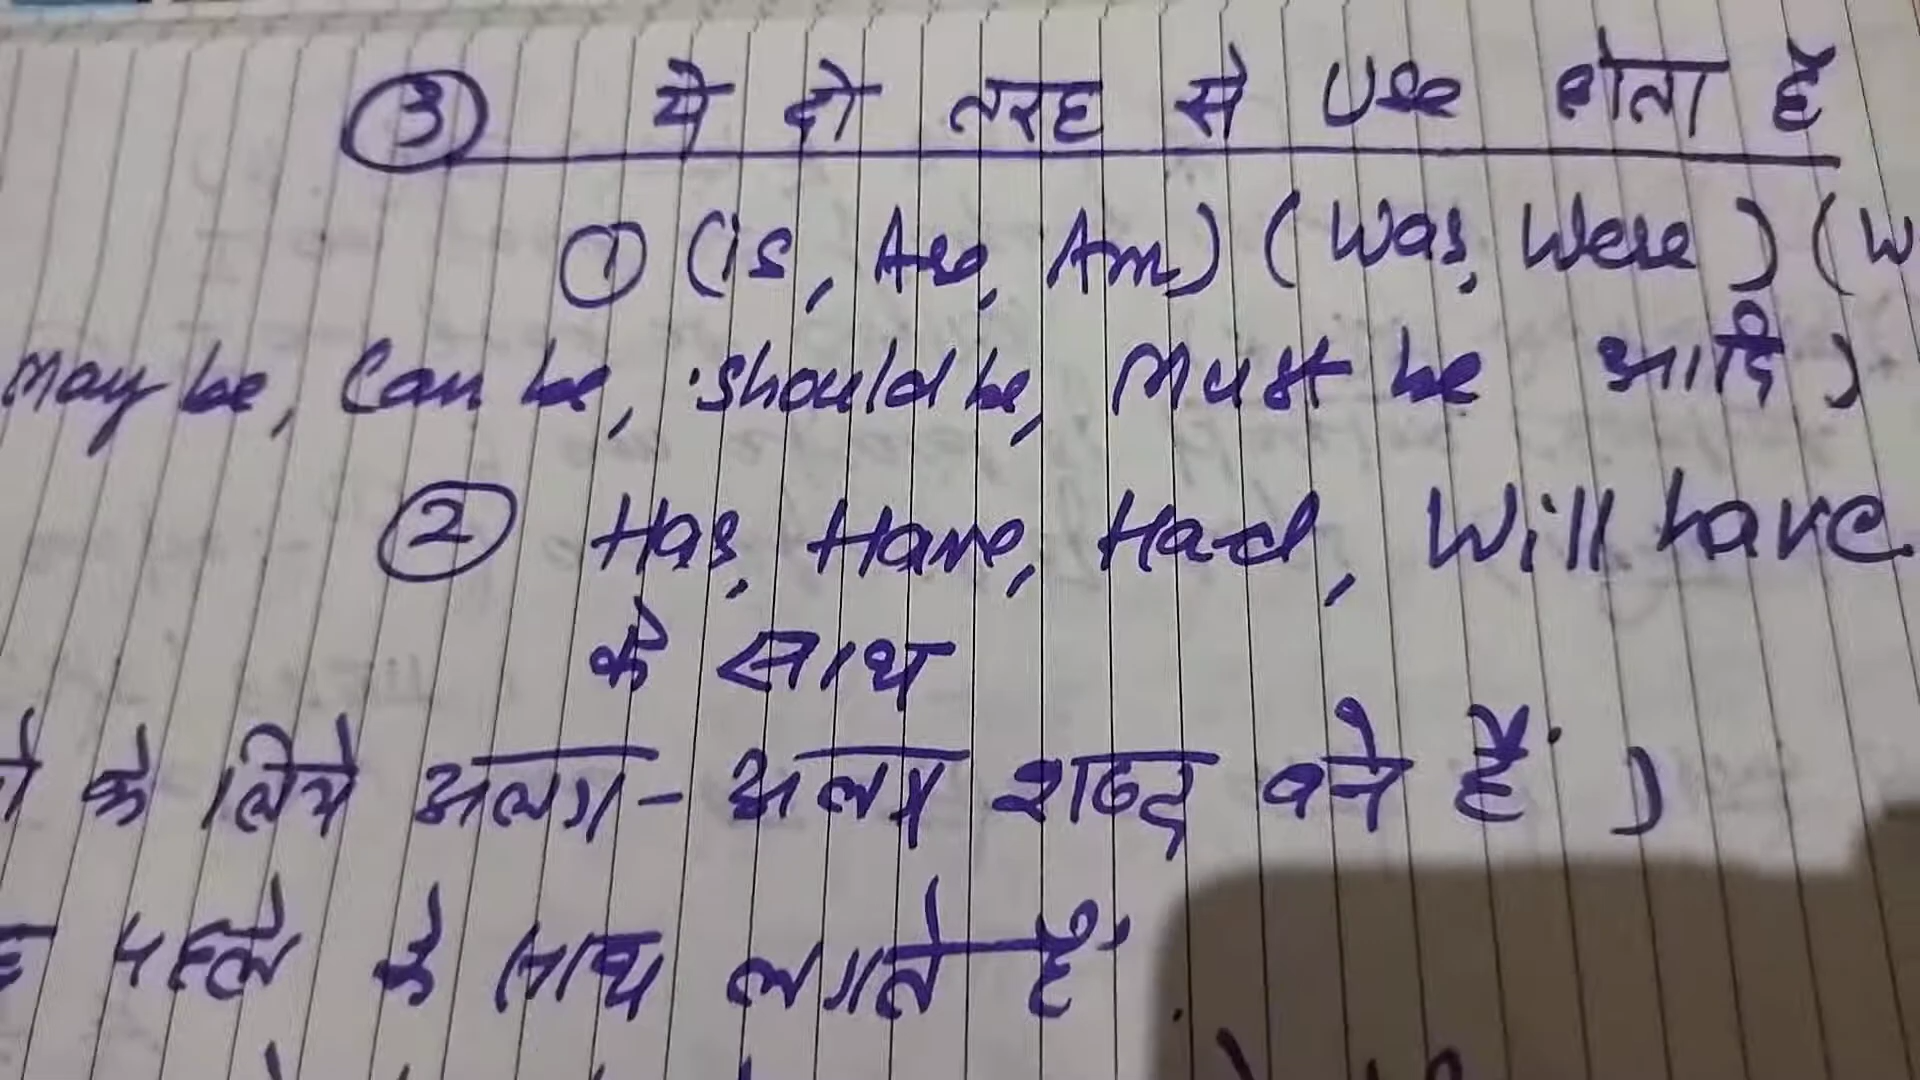 ③ ये दो तरह से Use होता है
① (is, Are, Am) (Was, Were) (W
may be, Can be, should be, Must be आदि)
② Has, Have, Had, Will have
के साथ
के लिये अलग-अलग शब्द बने हैं)
पहले के साथ लगते हैं